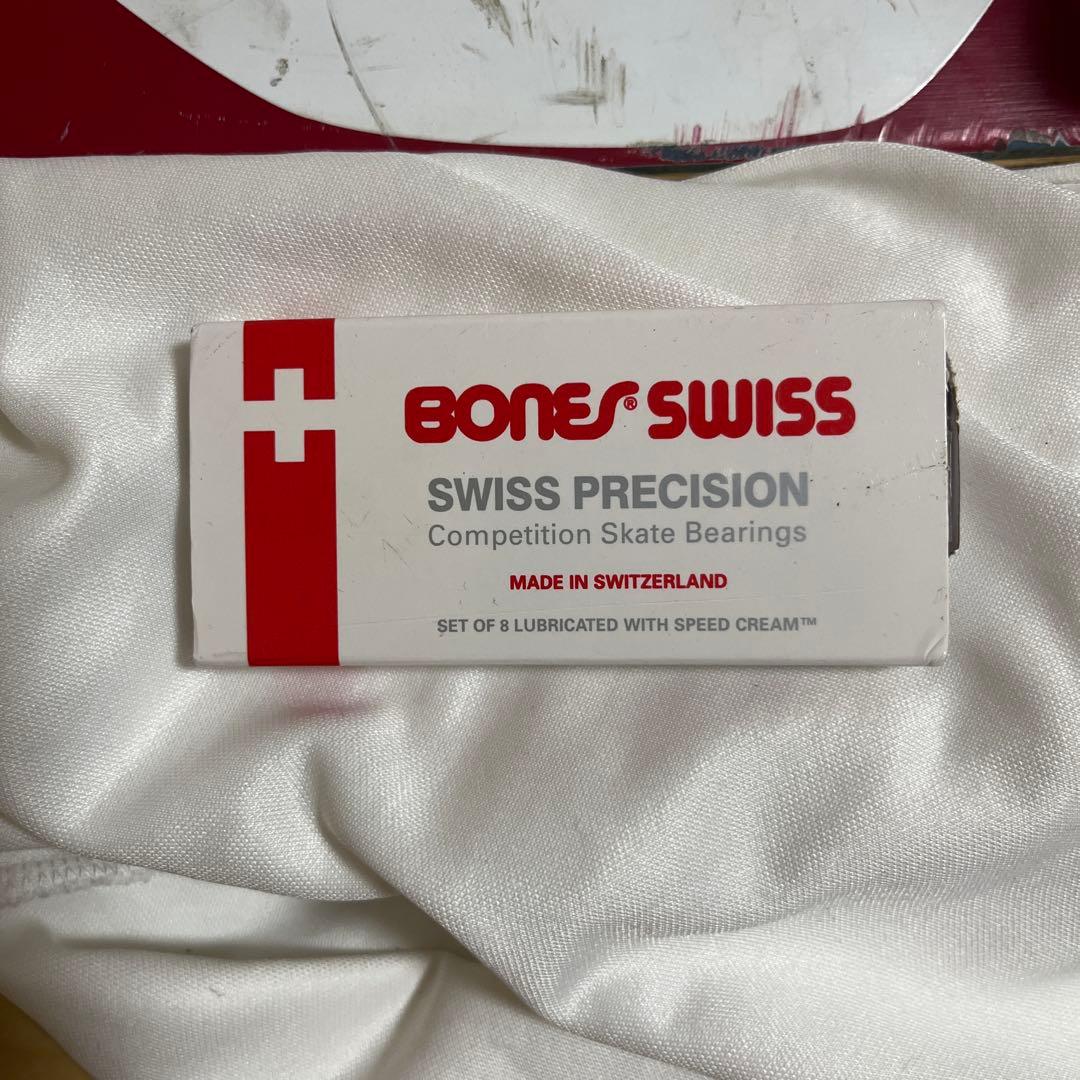 BONES® SWISS
SWISS PRECISION
Competition Skate Bearings
MADE IN SWITZERLAND
SET OF 8 LUBRICATED WITH SPEED CREAM™